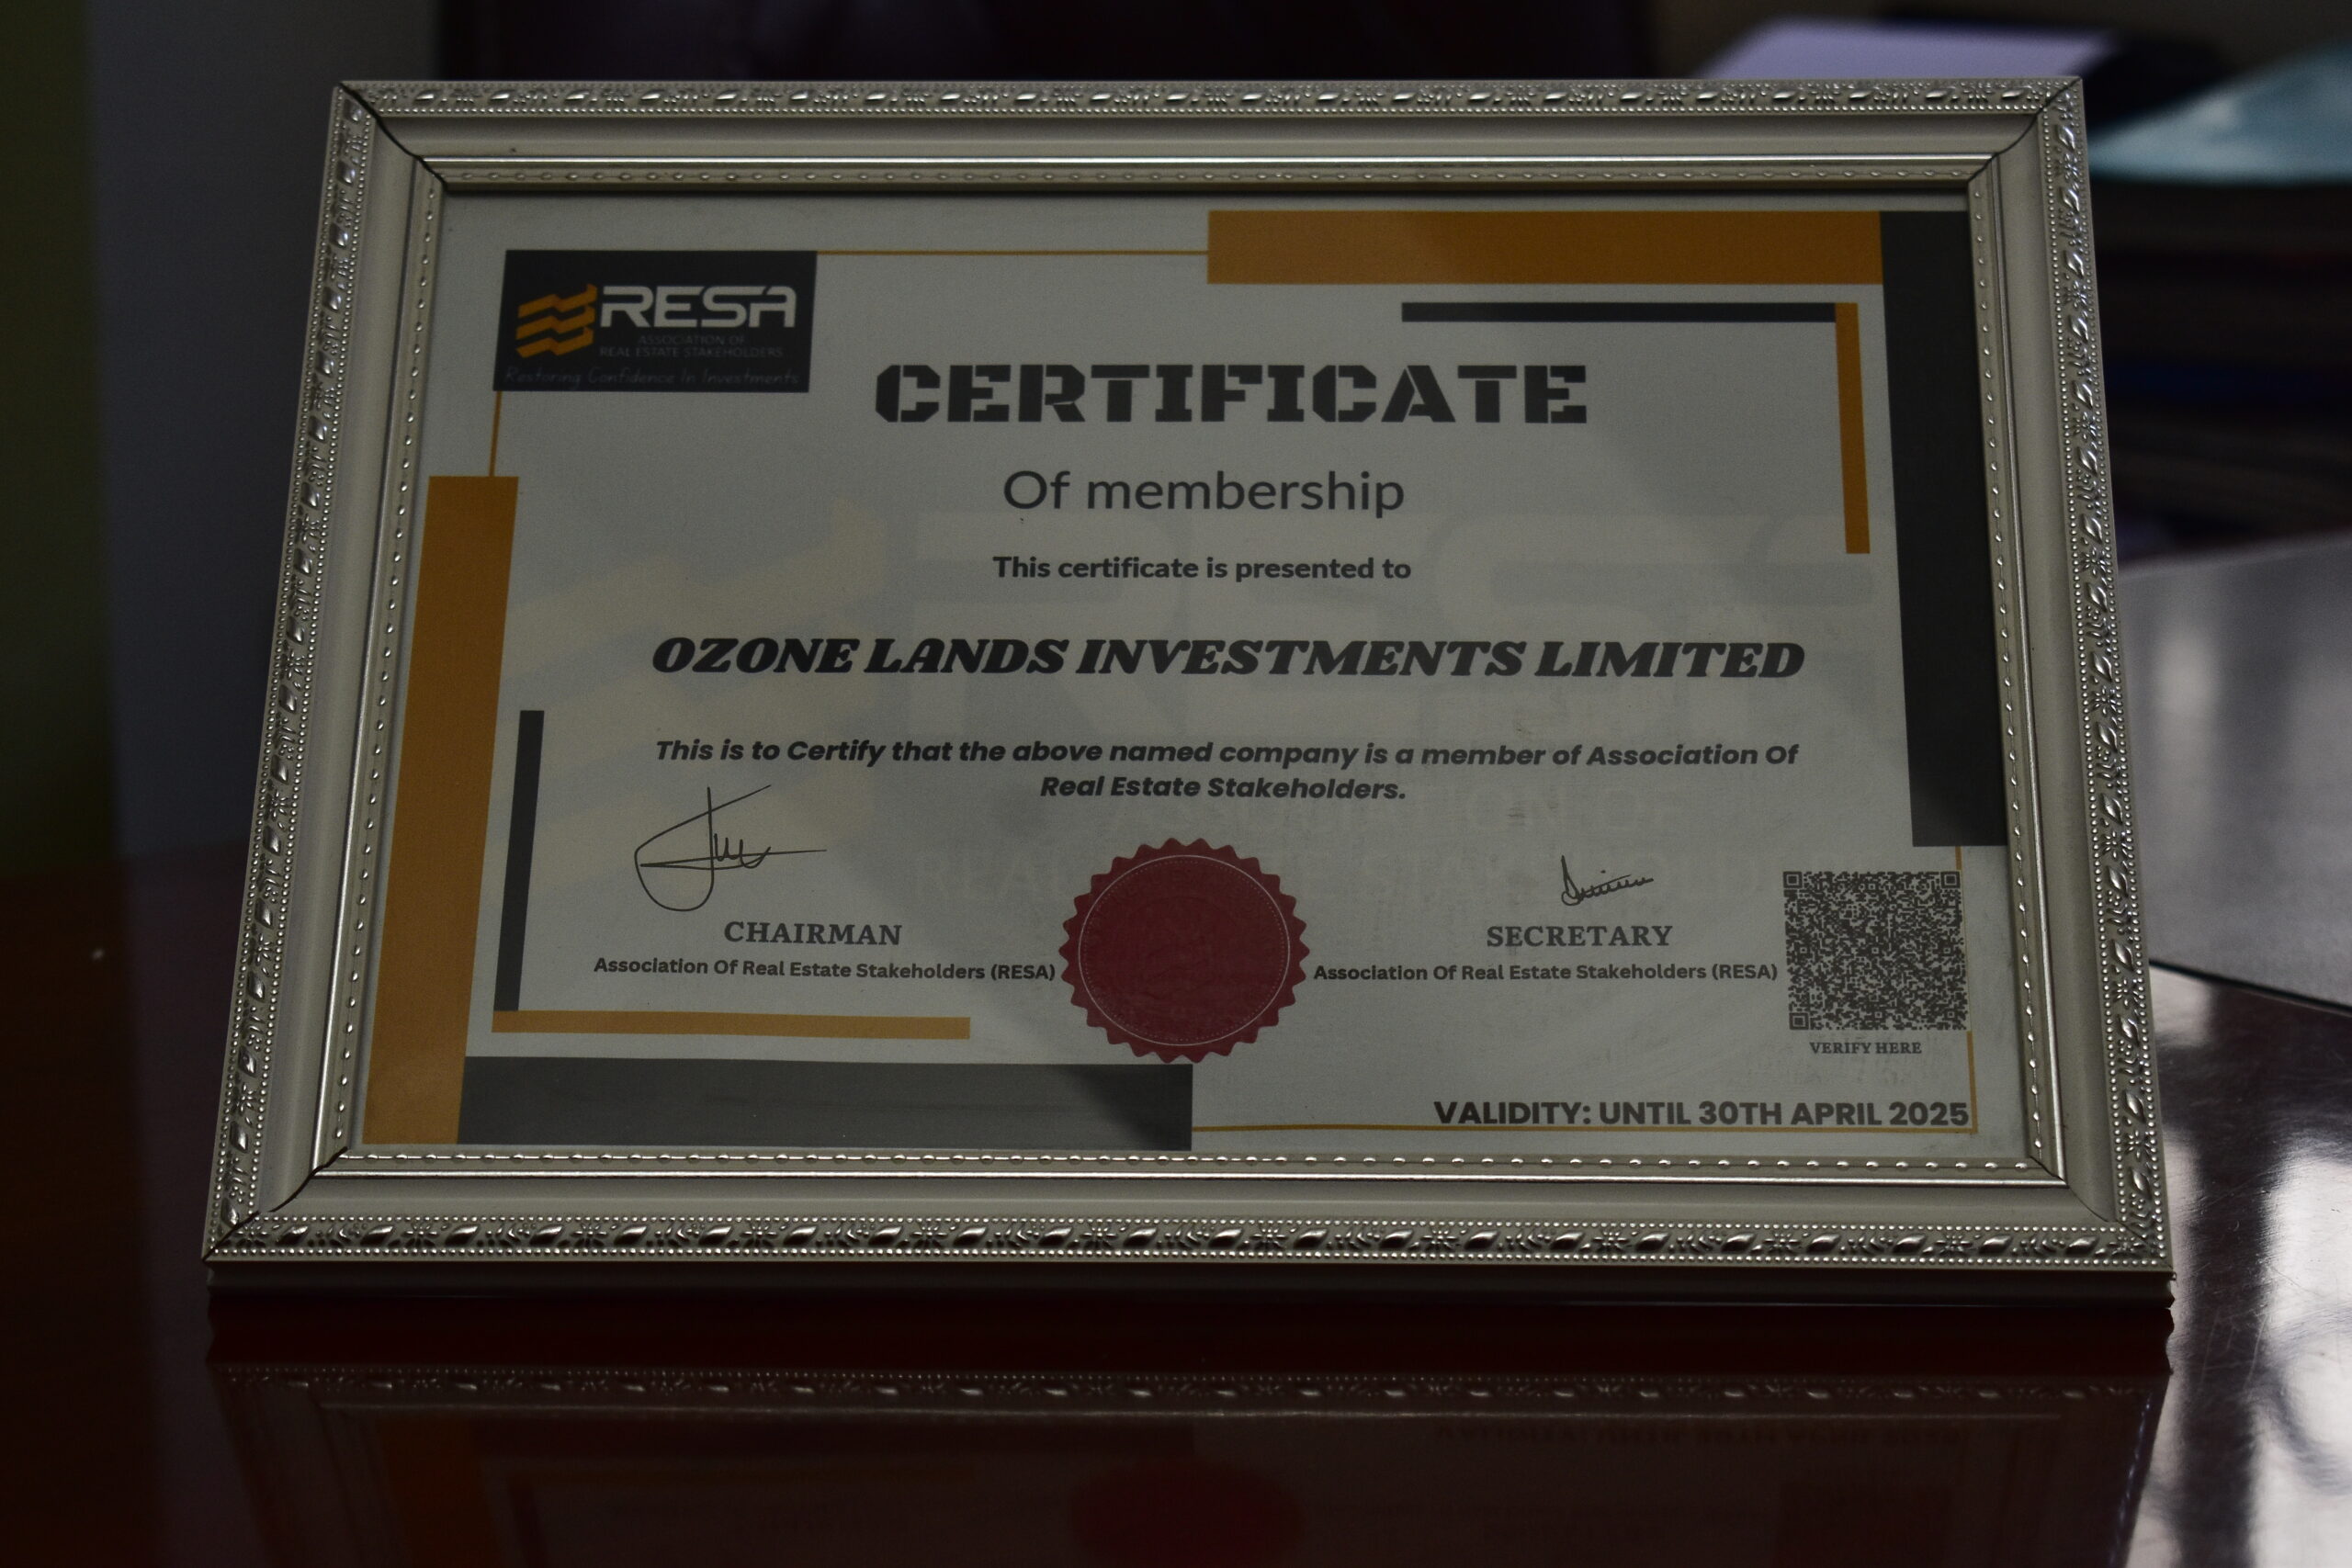 RESA
ASSOCIATION OF
REAL ESTATE STAKEHOLDERS
Restoring Confidence In Investments
CERTIFICATE
Of membership
This certificate is presented to
OZONE LANDS INVESTMENTS LIMITED
This is to Certify that the above named company is a member of Association Of
Real Estate Stakeholders.
CHAIRMAN
Association Of Real Estate Stakeholders (RESA)
SECRETARY
Association Of Real Estate Stakeholders (RESA)
VERIFY HERE
VALIDITY: UNTIL 30TH APRIL 2025